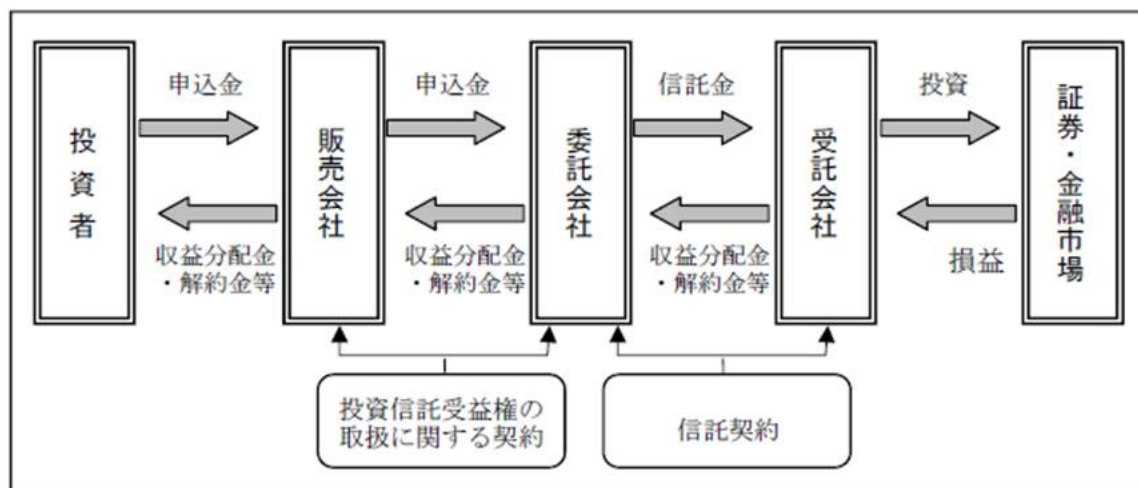 投資者
申込金
収益分配金
・解約金等
販売会社
申込金
収益分配金
・解約金等
委託会社
信託金
収益分配金
・解約金等
受託会社
投資
損益
証券・金融市場
投資信託受益権の
取扱に関する契約
信託契約